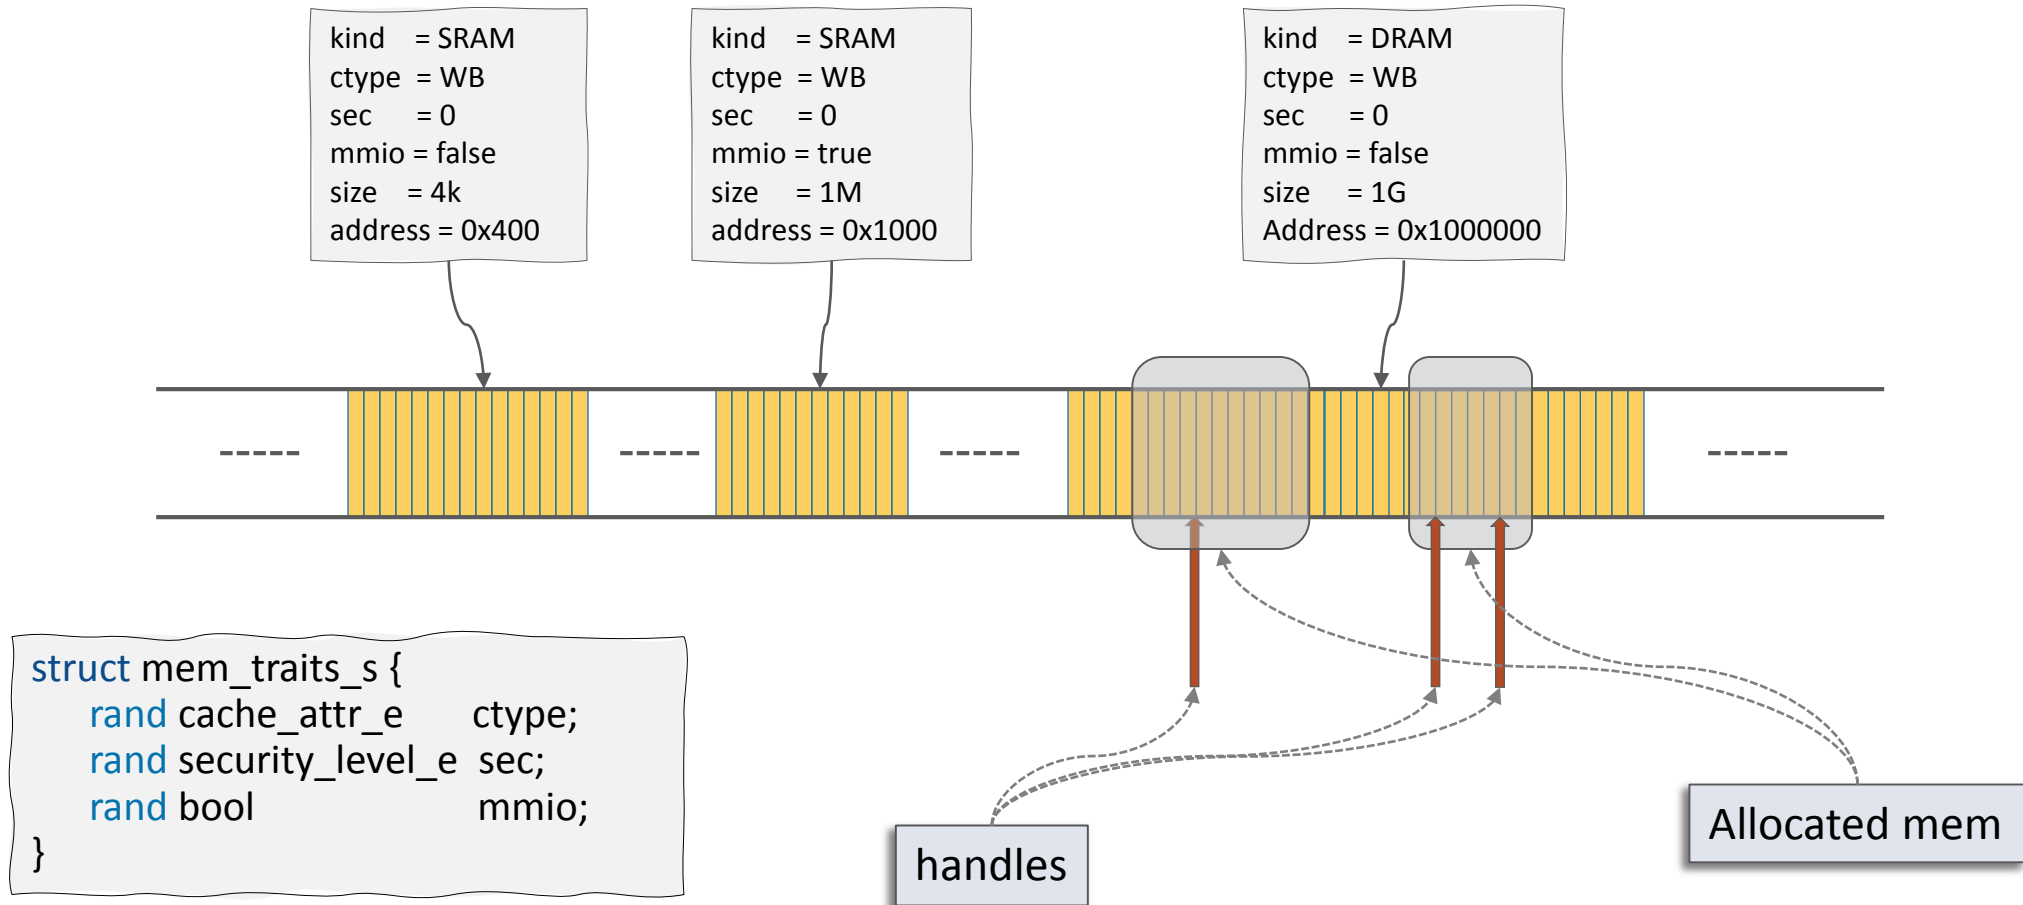 kind = SRAM
ctype = WB
sec = 0
mmio = false
size = 4k
address = 0x400
kind = SRAM
ctype = WB
sec = 0
mmio = true
size = 1M
address = 0x1000
kind = DRAM
ctype = WB
sec = 0
mmio = false
size = 1G
Address = 0x1000000
struct mem_traits_s {
rand cache_attr_e ctype;
rand security_level_e sec;
rand bool mmio;
}
handles
Allocated mem